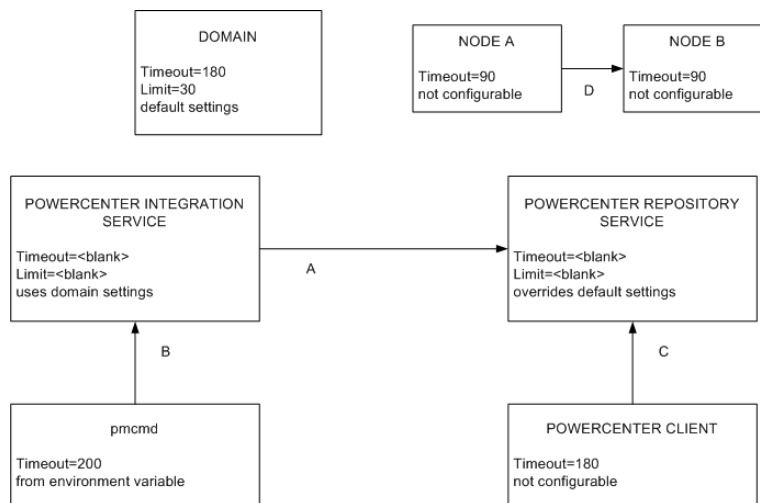 DOMAIN
Timeout=180
Limit=30
default settings
NODE A
Timeout=90
not configurable
D
NODE B
Timeout=90
not configurable
POWERCENTER INTEGRATION
SERVICE
Timeout=<blank>
Limit=<blank>
uses domain settings
A
POWERCENTER REPOSITORY
SERVICE
Timeout=<blank>
Limit=<blank>
overrides default settings
B
C
pmcmd
Timeout=200
from environment variable
POWERCENTER CLIENT
Timeout=180
not configurable